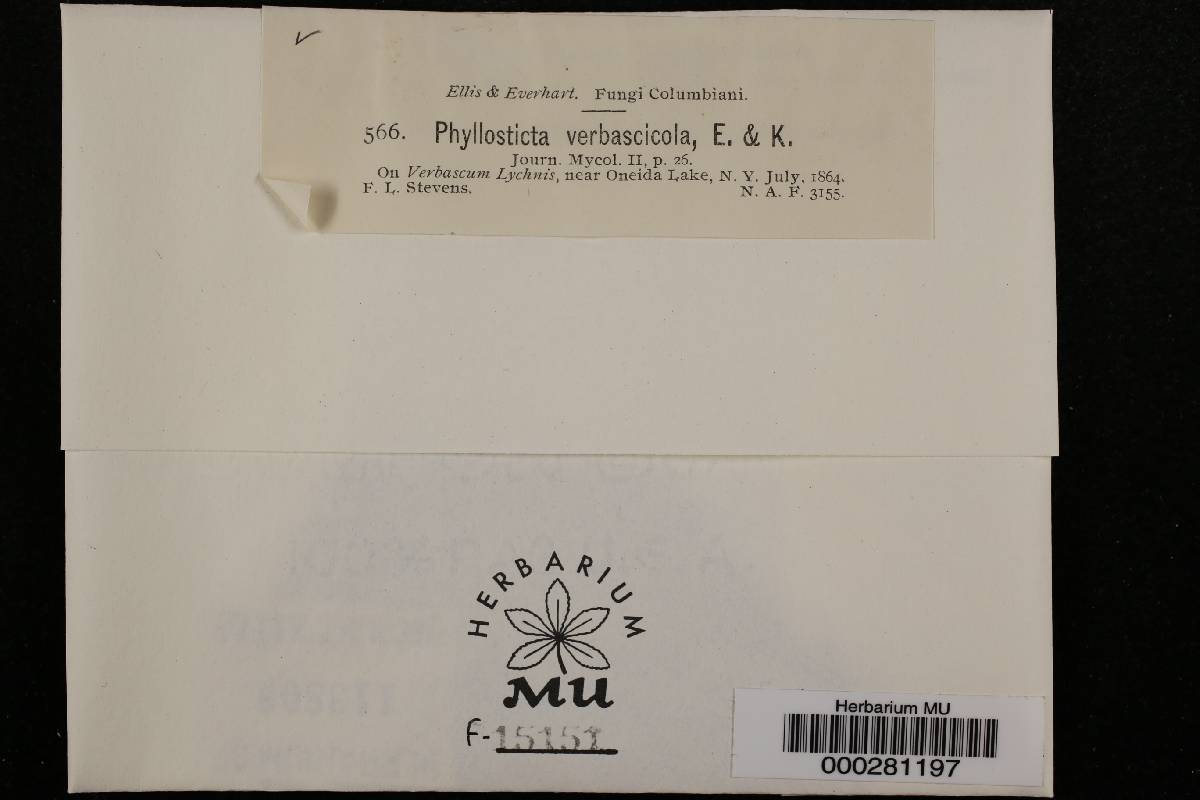 Ellis & Everhart. Fungi Columbiani.
566. Phyllosticta verbascicola, E. & K.
Journ. Mycol. II, p. 26.
On Verbascum Lychnis, near Oneida Lake, N. Y. July, 1864.
F. L. Stevens. N. A. F. 3155.
HERBARIUM
MU
F-15151
Herbarium MU
000281197